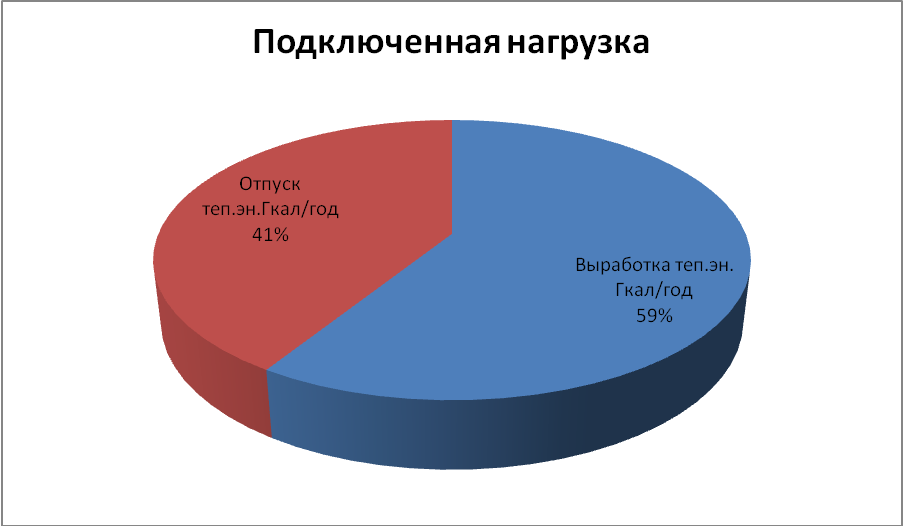 Подключенная нагрузка
Отпуск
теп.эн.Гкал/год
41%
Выработка теп.эн.
Гкал/год
59%